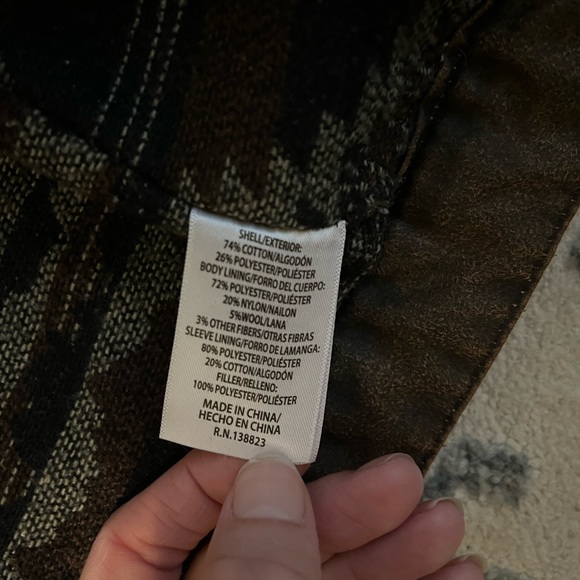 SHELL/EXTERIOR:
74% COTTON/ALGODÓN
26% POLYESTER/POLIÉSTER
BODY LINING/FORRO DEL CUERPO:
72% POLYESTER/POLIÉSTER
20% NYLON/NAILON
5%WOOL/LANA
3% OTHER FIBERS/OTRAS FIBRAS
SLEEVE LINING/FORRO DE LAMANGA:
80% POLYESTER/POLIÉSTER
20% COTTON/ALGODÓN
FILLER/RELLENO:
100% POLYESTER/POLIÉSTER
MADE IN CHINA/
HECHO EN CHINA
R.N.138823